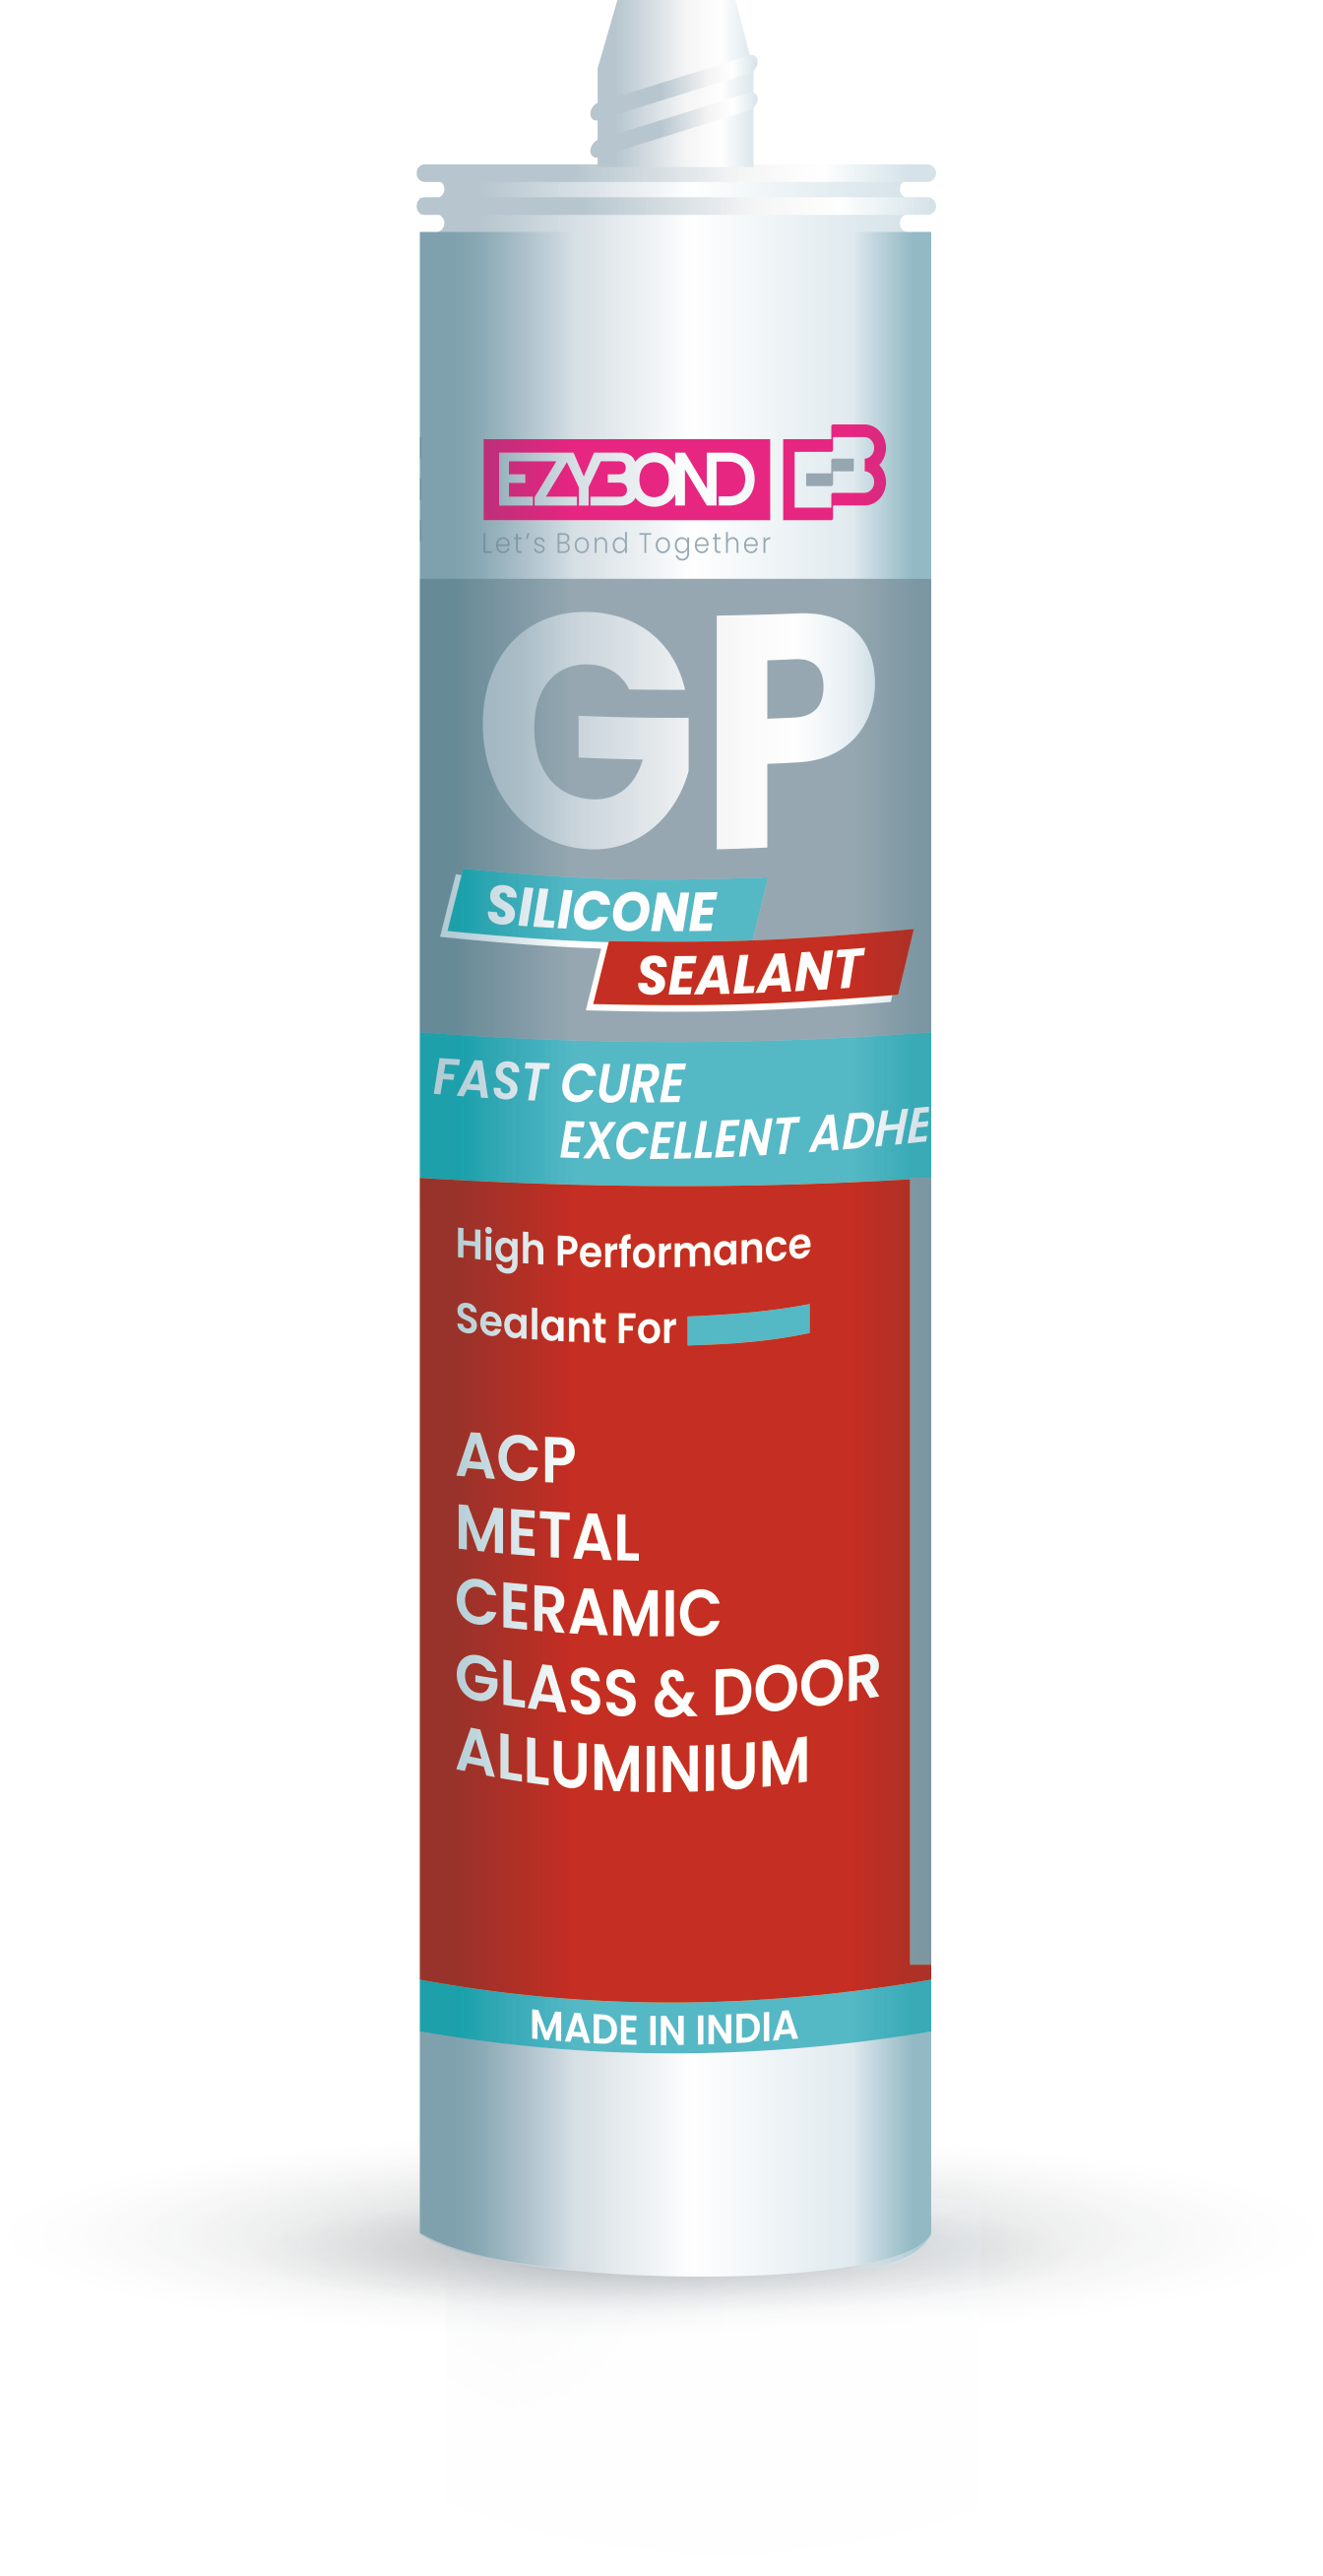 EZYBOND EB
Let's Bond Together
GP
SILICONE
SEALANT
FAST CURE
EXCELLENT ADHE
High Performance
Sealant For
ACP
METAL
CERAMIC
GLASS & DOOR
ALLUMINIUM
MADE IN INDIA